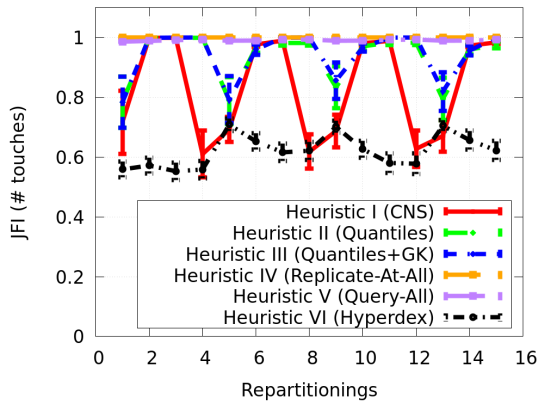 JFI (# touches)
1
0.8
0.6
0.4
0.2
0
Heuristic I (CNS)
Heuristic II (Quantiles)
Heuristic III (Quantiles+GK)
Heuristic IV (Replicate-At-All)
Heuristic V (Query-All)
Heuristic VI (Hyperdex)
0 2 4 6 8 10 12 14 16
Repartitionings